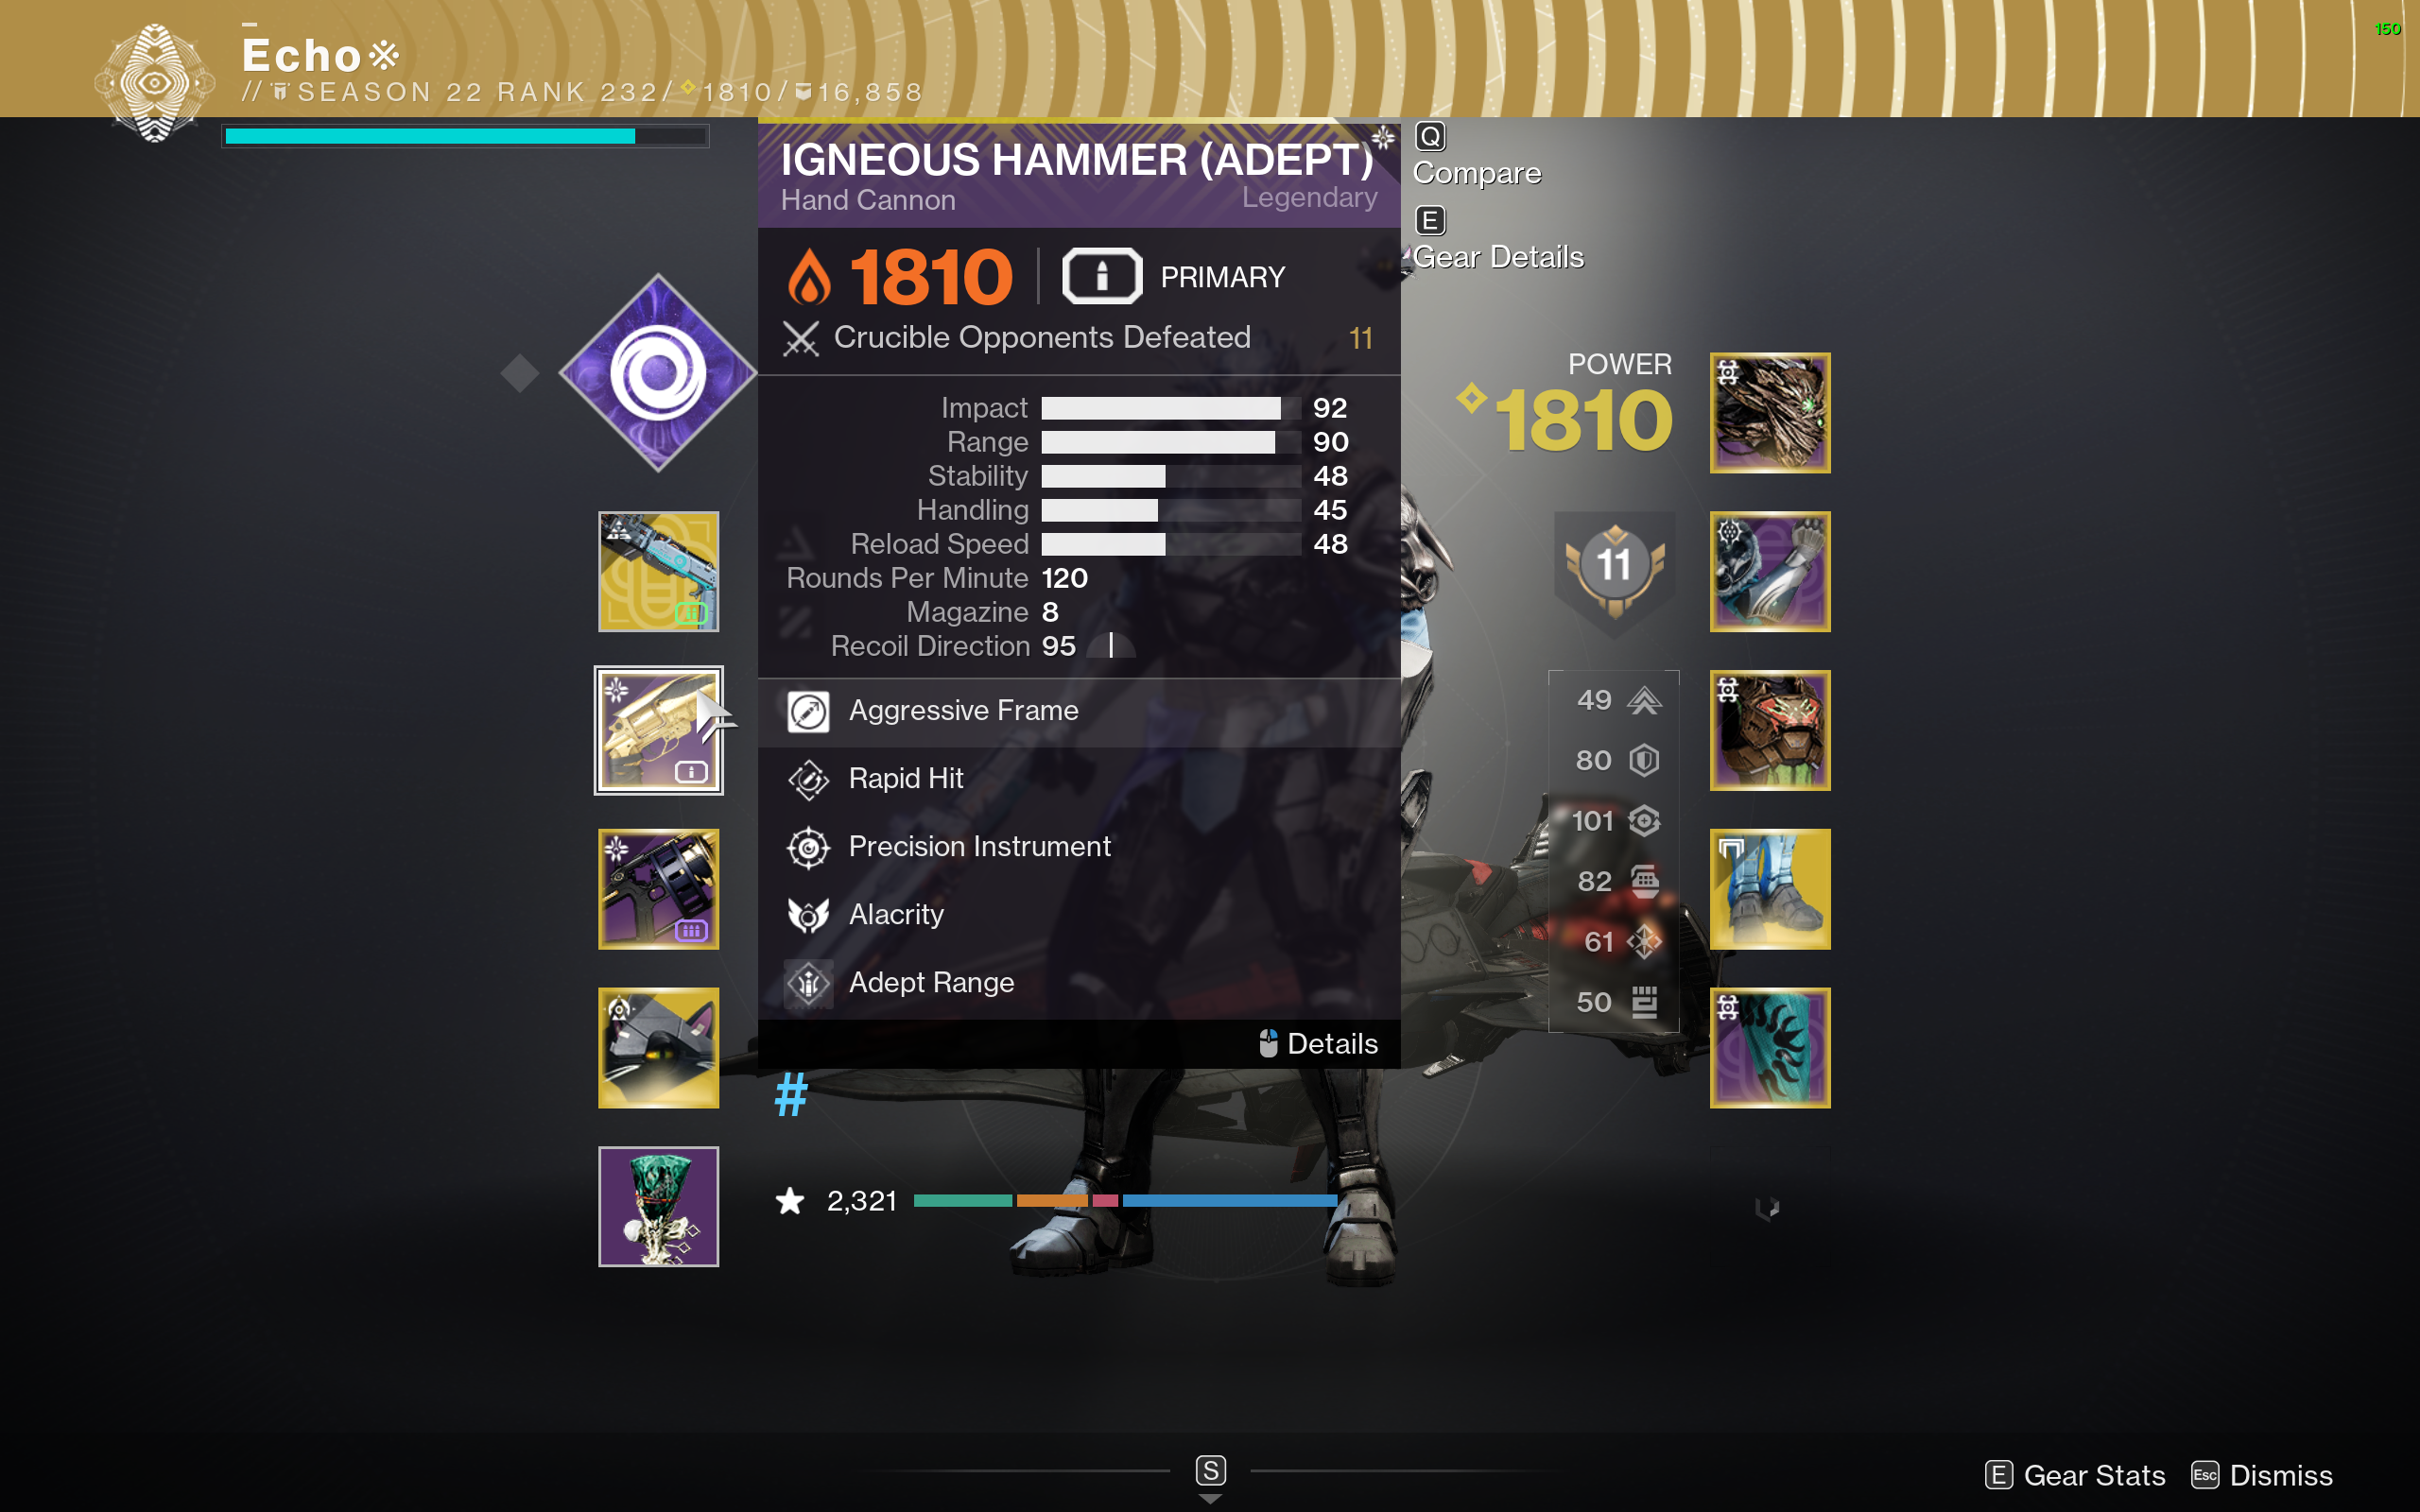 Echo※
// SEASON 22 RANK 232/1810/16,858
150
IGNEOUS HAMMER (ADEPT)
Hand Cannon
Legendary
Q
Compare
E
Gear Details
1810
PRIMARY
Crucible Opponents Defeated 11
Impact 92
Range 90
Stability 48
Handling 45
Reload Speed 48
Rounds Per Minute 120
Magazine 8
Recoil Direction 95
Aggressive Frame
Rapid Hit
Precision Instrument
Alacrity
Adept Range
Details
POWER
1810
11
49
80
101
82
61
50
#
2,321
S
E Gear Stats
Esc Dismiss